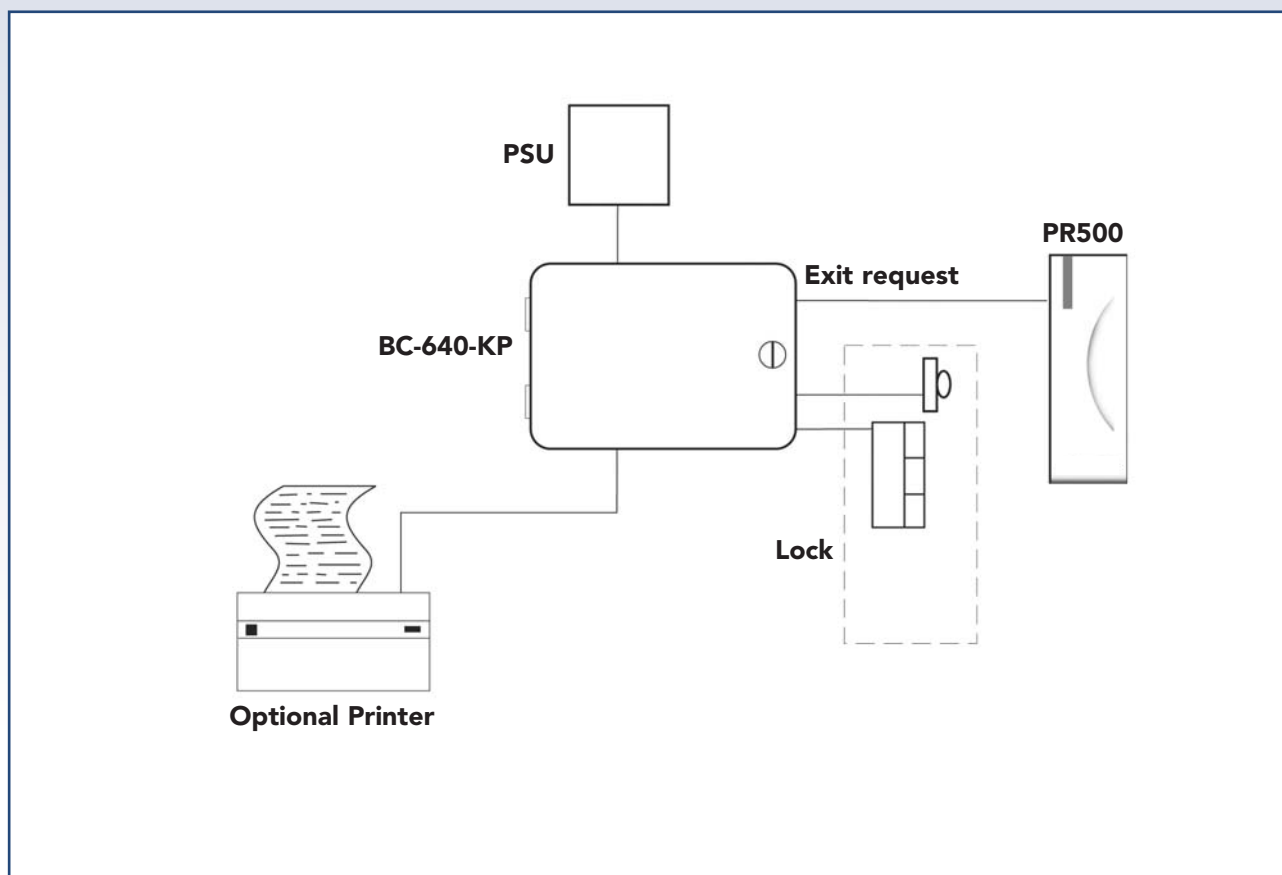 PSU
PR500
Exit request
BC-640-KP
Lock
Optional Printer